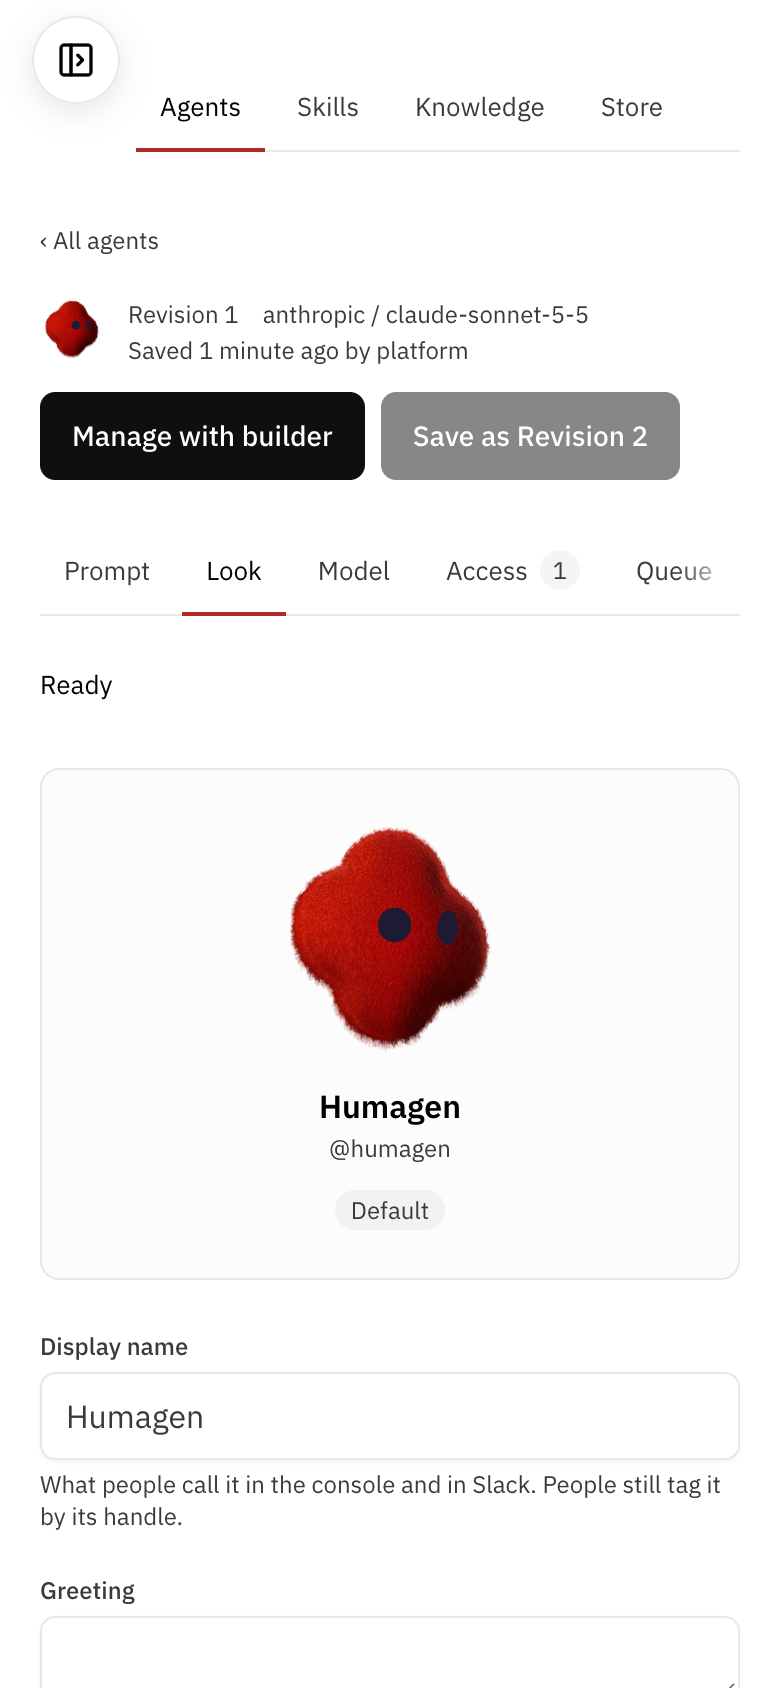 Agents Skills Knowledge Store
‹ All agents
Revision 1 anthropic / claude-sonnet-5-5
Saved 1 minute ago by platform
Manage with builder Save as Revision 2
Prompt Look Model Access 1 Queue
Ready
Humagen
@humagen
Default
Display name
Humagen
What people call it in the console and in Slack. People still tag it
by its handle.
Greeting